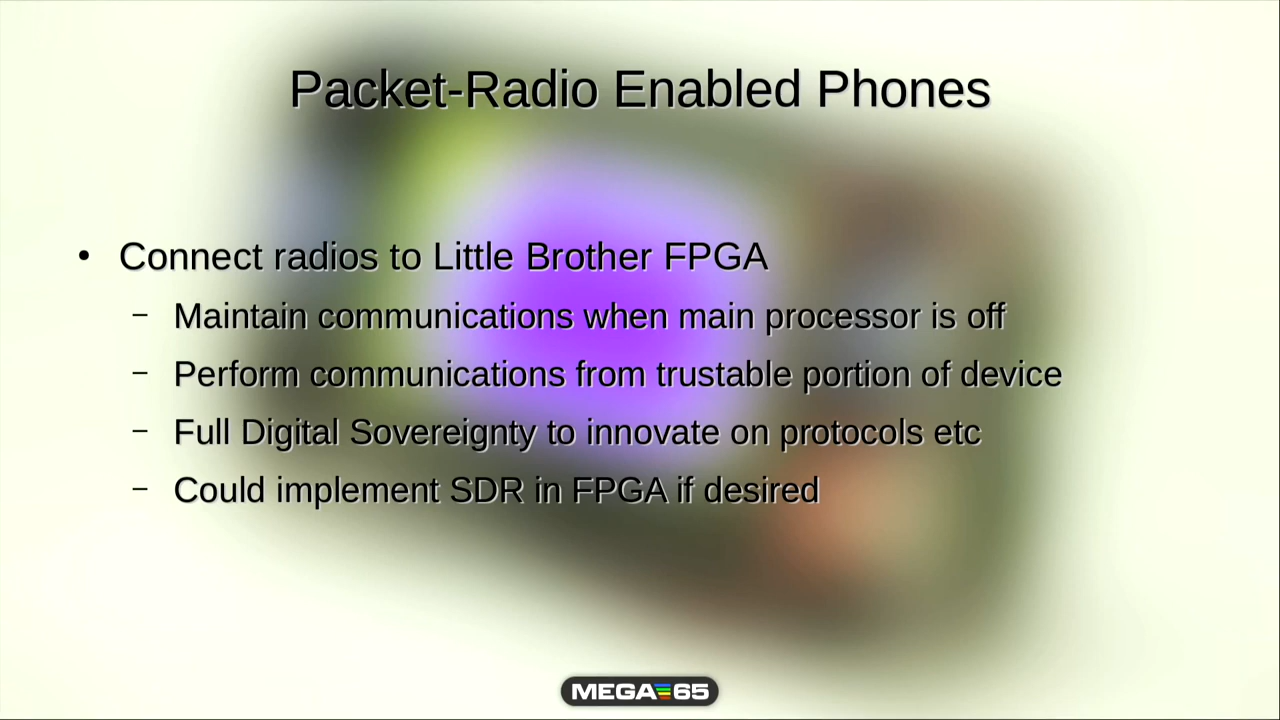 Packet-Radio Enabled Phones
• Connect radios to Little Brother FPGA
– Maintain communications when main processor is off
– Perform communications from trustable portion of device
– Full Digital Sovereignty to innovate on protocols etc
– Could implement SDR in FPGA if desired
MEGA 65